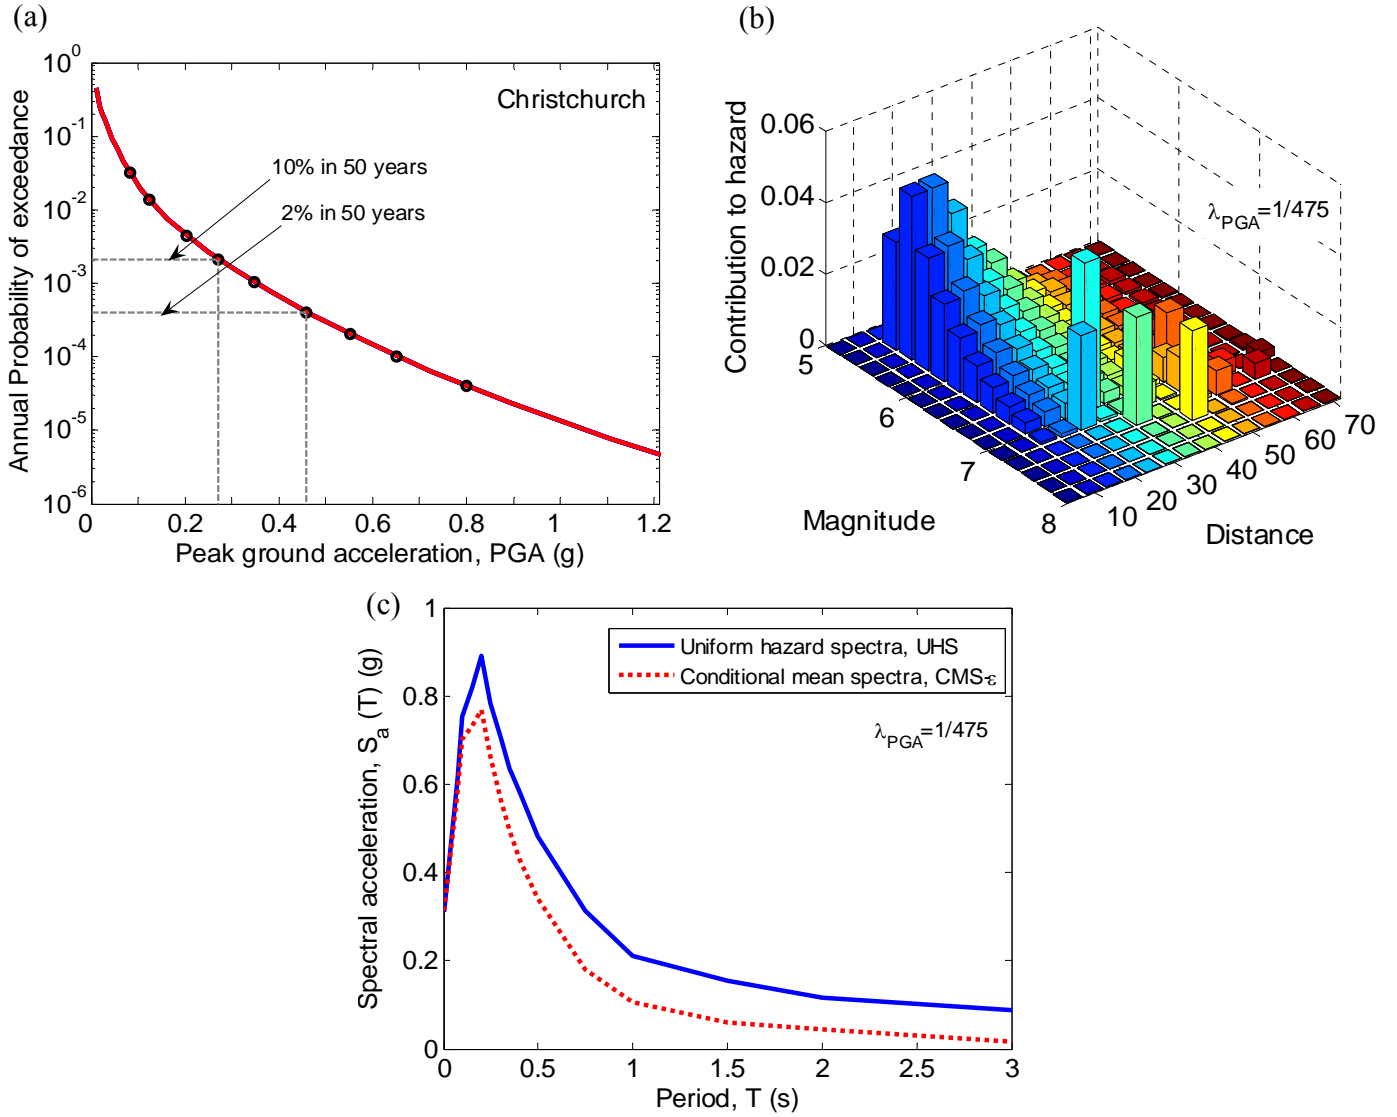 (a)
10^0
10^-1
10^-2
10^-3
10^-4
10^-5
10^-6
Annual Probability of exceedance
Christchurch
10% in 50 years
2% in 50 years
0
0.2
0.4
0.6
0.8
1
1.2
Peak ground acceleration, PGA (g)
(b)
0.06
0.04
0.02
0
Contribution to hazard
λPGA=1/475
5
6
7
8
Magnitude
10
20
30
40
50
60
70
Distance
(c)
1
0.8
0.6
0.4
0.2
0
Spectral acceleration, Sa (T) (g)
Uniform hazard spectra, UHS
Conditional mean spectra, CMS-ε
λPGA=1/475
0
0.5
1
1.5
2
2.5
3
Period, T (s)